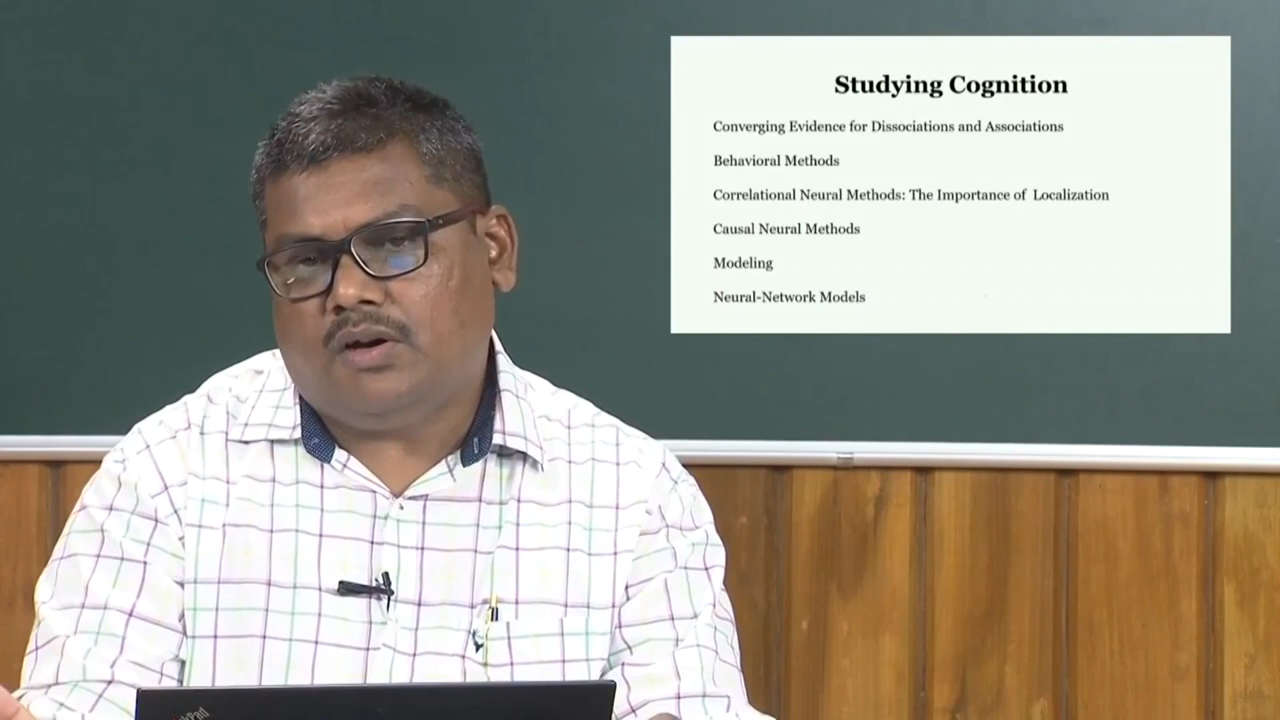 Studying Cognition
Converging Evidence for Dissociations and Associations
Behavioral Methods
Correlational Neural Methods: The Importance of Localization
Causal Neural Methods
Modeling
Neural-Network Models